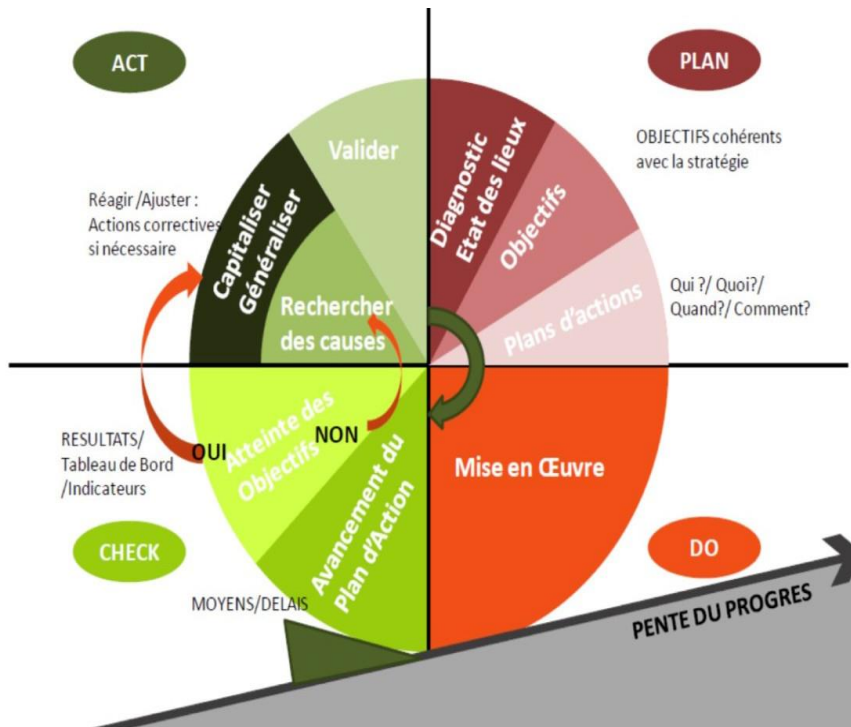 ACT
PLAN
Valider
Diagnostic
Etat des lieux
OBJECTIFS cohérents
avec la stratégie
Objectifs
Réagir /Ajuster :
Actions correctives
si nécessaire
Capitaliser
Généraliser
Rechercher
des causes
Plans d'actions
Qui ?/ Quoi?/
Quand?/ Comment?
RESULTATS/
Tableau de Bord
/Indicateurs
OUI
NON
Atteinte des
Objectifs
Mise en Œuvre
Avancement du
Plan d'Action
CHECK
DO
MOYENS/DELAIS
PENTE DU PROGRES